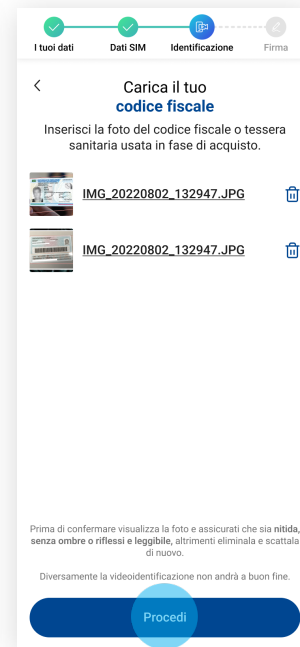 I tuoi dati
Dati SIM
Identificazione
Firma
Carica il tuo
codice fiscale
Inserisci la foto del codice fiscale o tessera
sanitaria usata in fase di acquisto.
IMG_20220802_132947.JPG
IMG_20220802_132947.JPG
Prima di confermare visualizza la foto e assicurati che sia nitida,
senza ombre o riflessi e leggibile, altrimenti eliminala e scattala
di nuovo.
Diversamente la videoidentificazione non andrà a buon fine.
Procedi